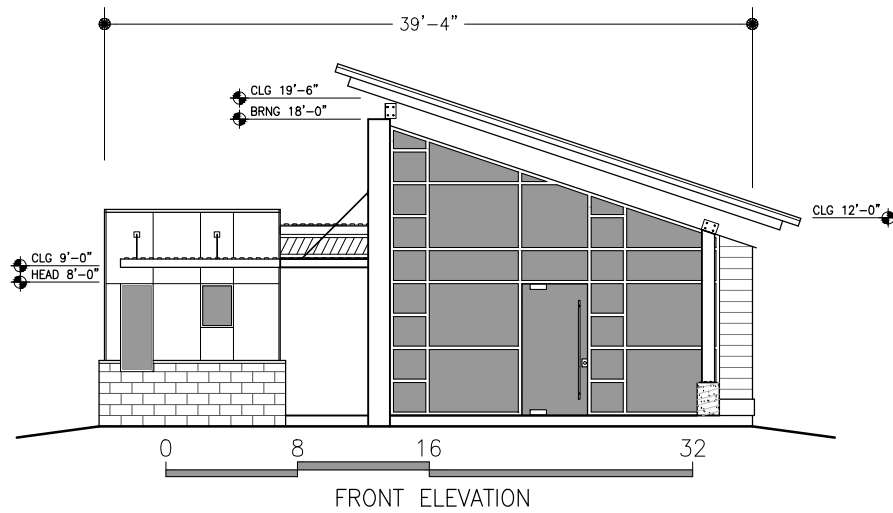 39'-4"
CLG 19'-6"
BRNG 18'-0"
CLG 12'-0"
CLG 9'-0"
HEAD 8'-0"
0 8 16 32
FRONT ELEVATION